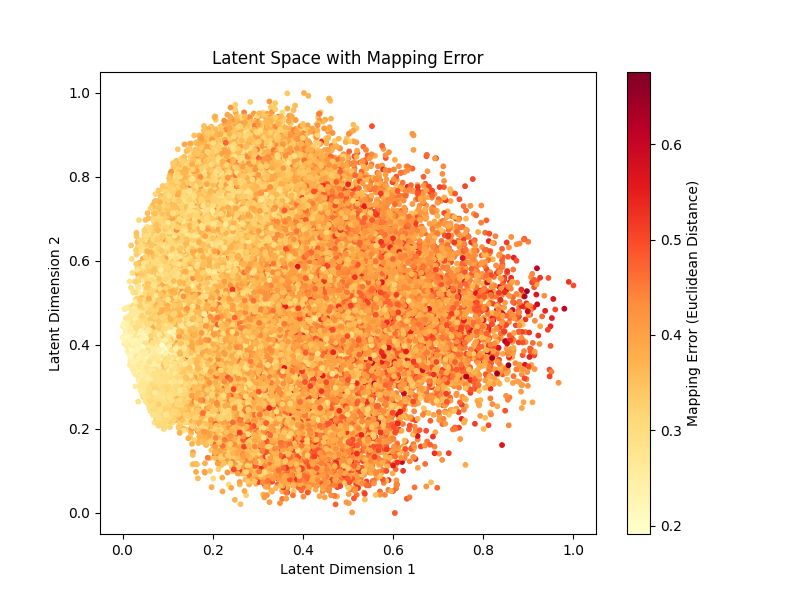 Latent Space with Mapping Error
1.0
0.8
0.6
0.4
0.2
0.0
Latent Dimension 2
0.0 0.2 0.4 0.6 0.8 1.0
Latent Dimension 1
0.6
0.5
0.4
0.3
0.2
Mapping Error (Euclidean Distance)